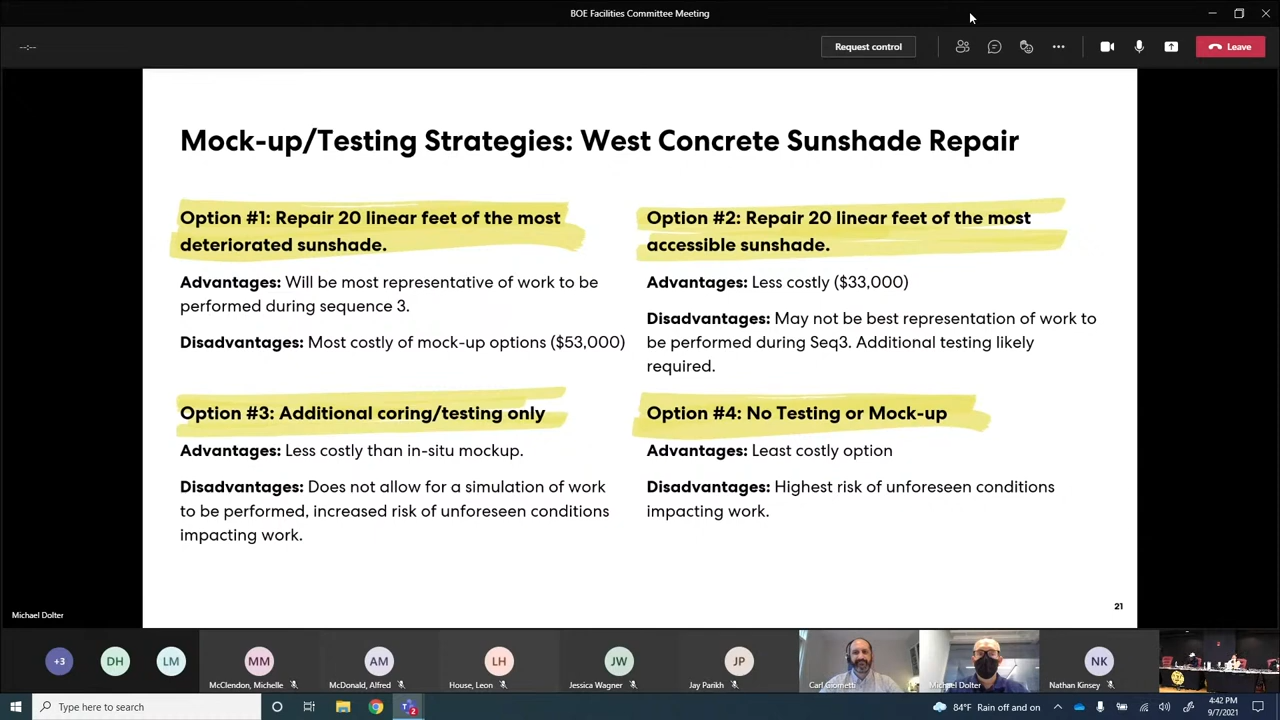 BOE Facilities Committee Meeting
--:--
Request control
Leave
Mock-up/Testing Strategies: West Concrete Sunshade Repair
Option #1: Repair 20 linear feet of the most
deteriorated sunshade.
Advantages: Will be most representative of work to be
performed during sequence 3.
Disadvantages: Most costly of mock-up options ($53,000)
Option #2: Repair 20 linear feet of the most
accessible sunshade.
Advantages: Less costly ($33,000)
Disadvantages: May not be best representation of work to
be performed during Seq3. Additional testing likely
required.
Option #3: Additional coring/testing only
Advantages: Less costly than in-situ mockup.
Disadvantages: Does not allow for a simulation of work
to be performed, increased risk of unforeseen conditions
impacting work.
Option #4: No Testing or Mock-up
Advantages: Least costly option
Disadvantages: Highest risk of unforeseen conditions
impacting work.
21
Michael Dolter
+3
DH
LM
MM
McClendon, Michelle
AM
McDonald, Alfred
LH
House, Leon
JW
Jessica Wagner
JP
Jay Parikh
Carl Giometti
Michael Dolter
NK
Nathan Kinsey
Type here to search
2
84°F Rain off and on
4:42 PM
9/7/2021